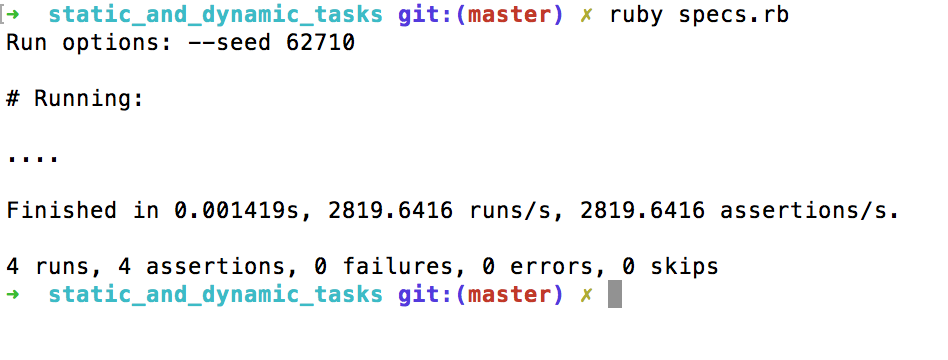 [➜  static_and_dynamic_tasks git:(master) ✗ ruby specs.rb
Run options: --seed 62710
# Running:
....
Finished in 0.001419s, 2819.6416 runs/s, 2819.6416 assertions/s.
4 runs, 4 assertions, 0 failures, 0 errors, 0 skips
➜  static_and_dynamic_tasks git:(master) ✗